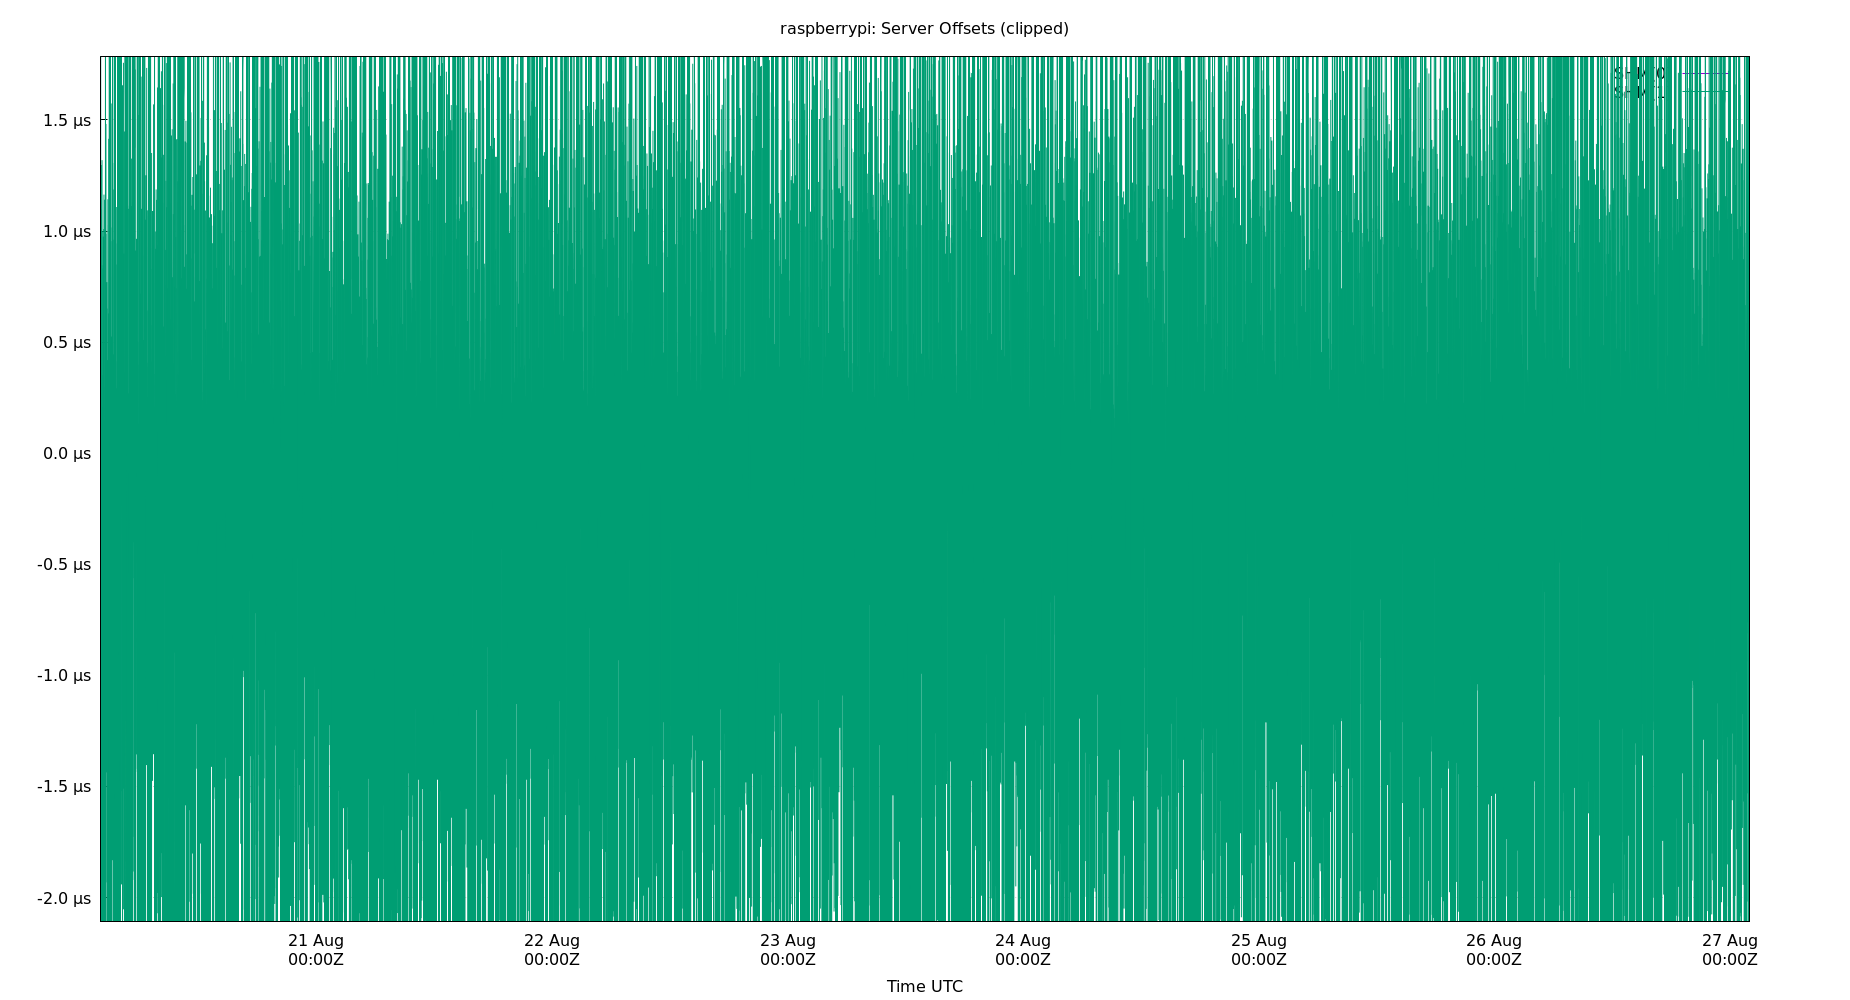 raspberrypi: Server Offsets (clipped)
1.5 µs
1.0 µs
0.5 µs
0.0 µs
-0.5 µs
-1.0 µs
-1.5 µs
-2.0 µs
21 Aug 22 Aug 23 Aug 24 Aug 25 Aug 26 Aug 27 Aug
00:00Z 00:00Z 00:00Z 00:00Z 00:00Z 00:00Z 00:00Z
Time UTC